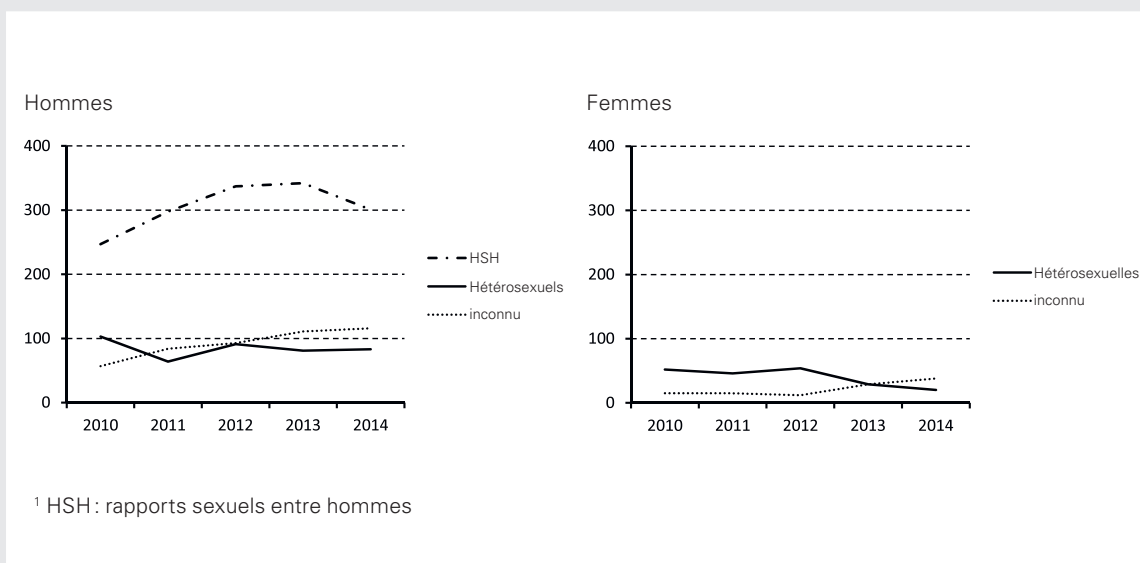 Hommes
400
300
200
100
0
2010 2011 2012 2013 2014
HSH
Hétérosexuels
inconnu
Femmes
400
300
200
100
0
2010 2011 2012 2013 2014
Hétérosexuelles
inconnu
¹ HSH : rapports sexuels entre hommes